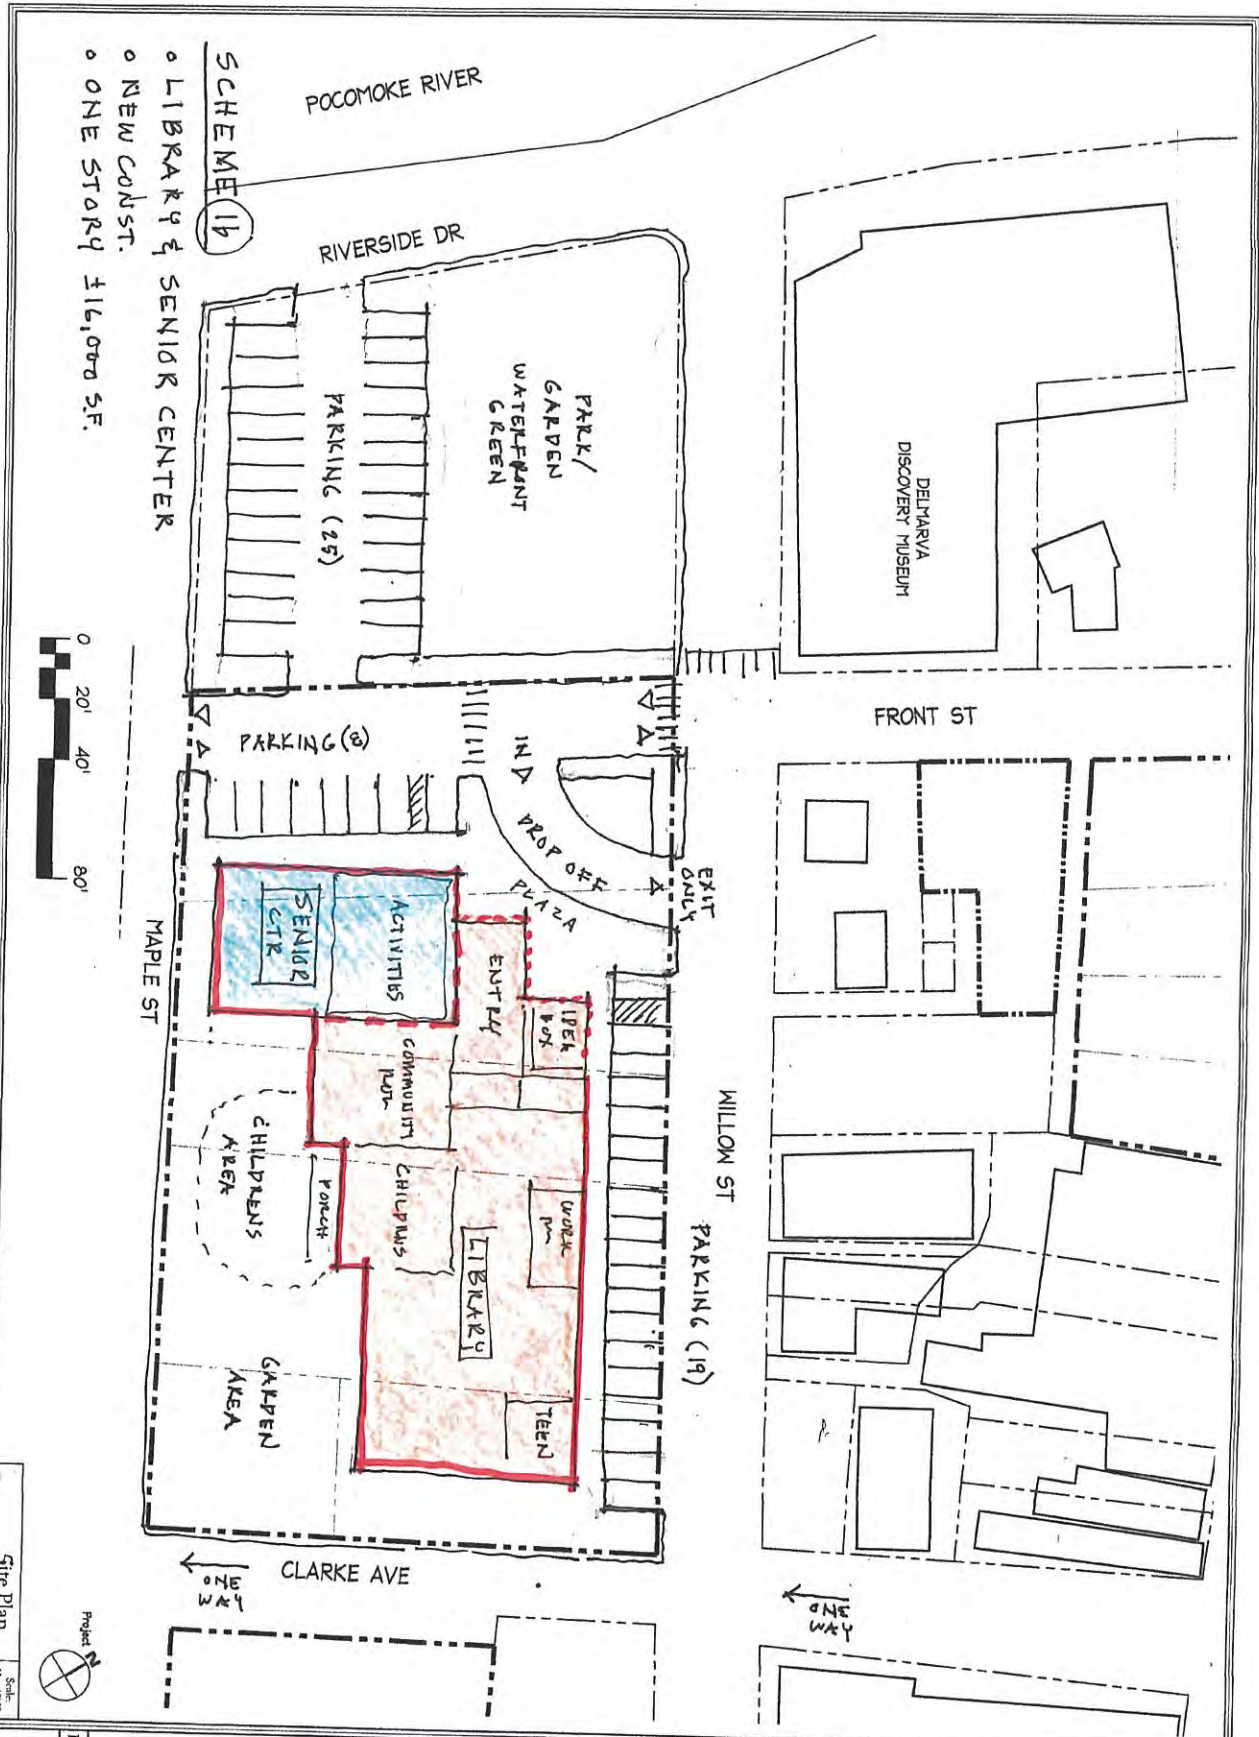 SCHEME 1b
• LIBRARY & SENIOR CENTER
• NEW CONST.
• ONE STORY ±16,000 S.F.
POCOMOKE RIVER
RIVERSIDE DR
PARKING (25)
PARK/
GARDEN
WATERFRONT
GREEN
DELMARVA
DISCOVERY MUSEUM
FRONT ST
PARKING (8)
DROP OFF
PLAZA
EXIT
ONLY
MAPLE ST
SENIOR
CTR
ACTIVITIES
ENTRY
COMMUNITY
CHILDRENS
AREA
PORCH
CHILDRNS
LIBRARY
WORK
RM
TEEN
GARDEN
AREA
WILLOW ST
PARKING (19)
CLARKE AVE
ONE
WAY
ONE
WAY
0 20' 40' 80'
Project N
Site Plan
Scale: